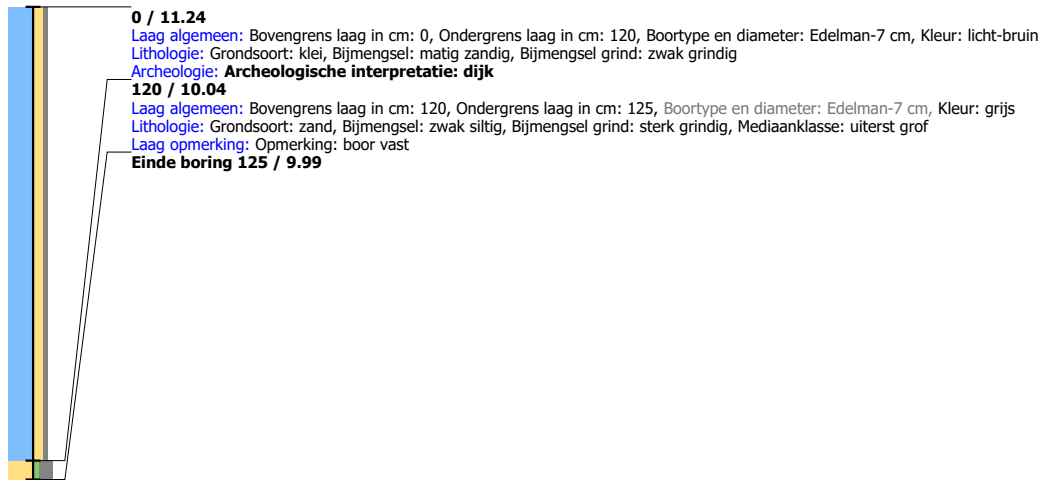 0 / 11.24
Laag algemeen: Bovengrens laag in cm: 0, Ondergrens laag in cm: 120, Boortype en diameter: Edelman-7 cm, Kleur: licht-bruin
Lithologie: Grondsoort: klei, Bijmengsel: matig zandig, Bijmengsel grind: zwak grindig
Archeologie: Archeologische interpretatie: dijk
120 / 10.04
Laag algemeen: Bovengrens laag in cm: 120, Ondergrens laag in cm: 125, Boortype en diameter: Edelman-7 cm, Kleur: grijs
Lithologie: Grondsoort: zand, Bijmengsel: zwak siltig, Bijmengsel grind: sterk grindig, Mediaanklasse: uiterst grof
Laag opmerking: Opmerking: boor vast
Einde boring 125 / 9.99